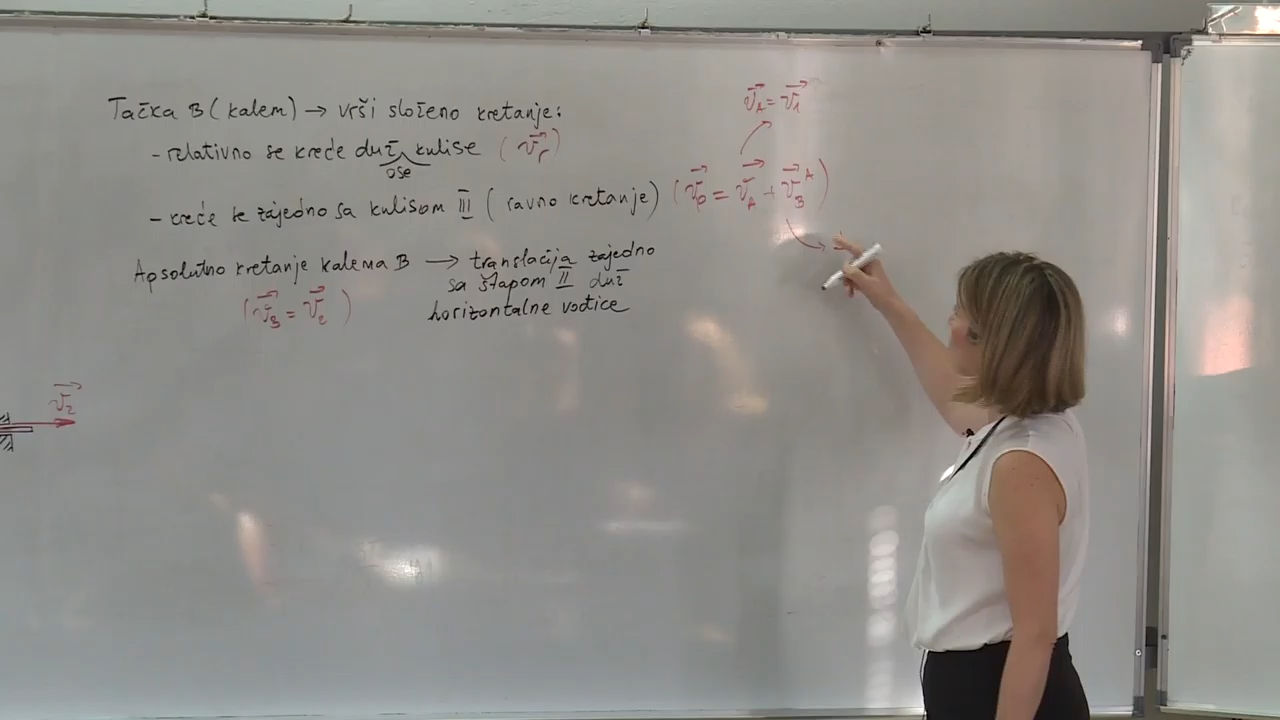 Tačka B (kalem) → vrši složeno kretanje:
- relativno se kreće duž kulise (v⃗r)
ose
- kreće se zajedno sa kulisom III (ravno kretanje) (v⃗p = v⃗A + v⃗B^A)
v⃗A = v⃗1
Apsolutno kretanje kalema B → translacija zajedno
sa štapom II duž
horizontalne vođice
(v⃗B = v⃗2)
v⃗2